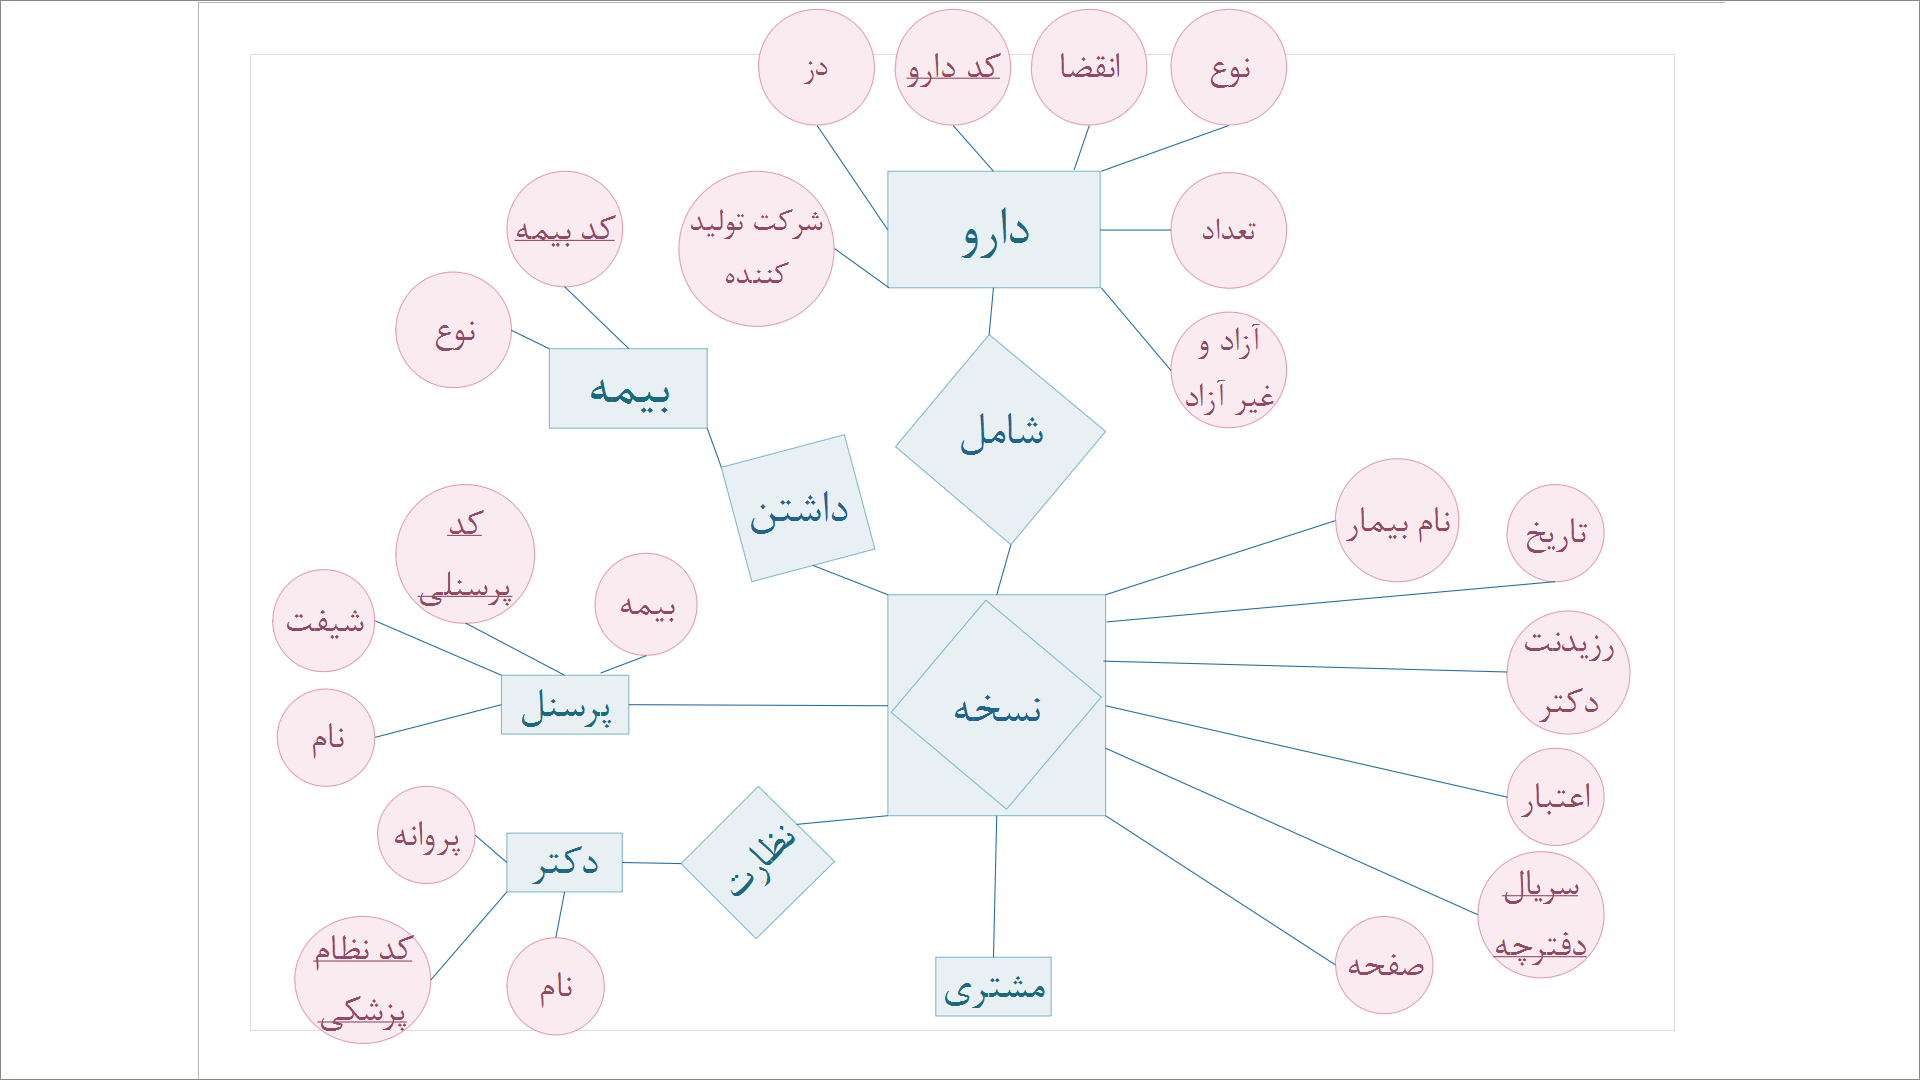 نوع
انقضا
کد دارو
دز
دارو
تعداد
شرکت تولید
کننده
آزاد و
غیر آزاد
کد بیمه
نوع
بیمه
شامل
داشتن
نام بیمار
تاریخ
کد
پرسنلی
بیمه
شیفت
رزیدنت
دکتر
پرسنل
نسخه
نام
اعتبار
پروانه
دکتر
نظارت
سریال
دفترچه
کد نظام
پزشکی
نام
مشتری
صفحه